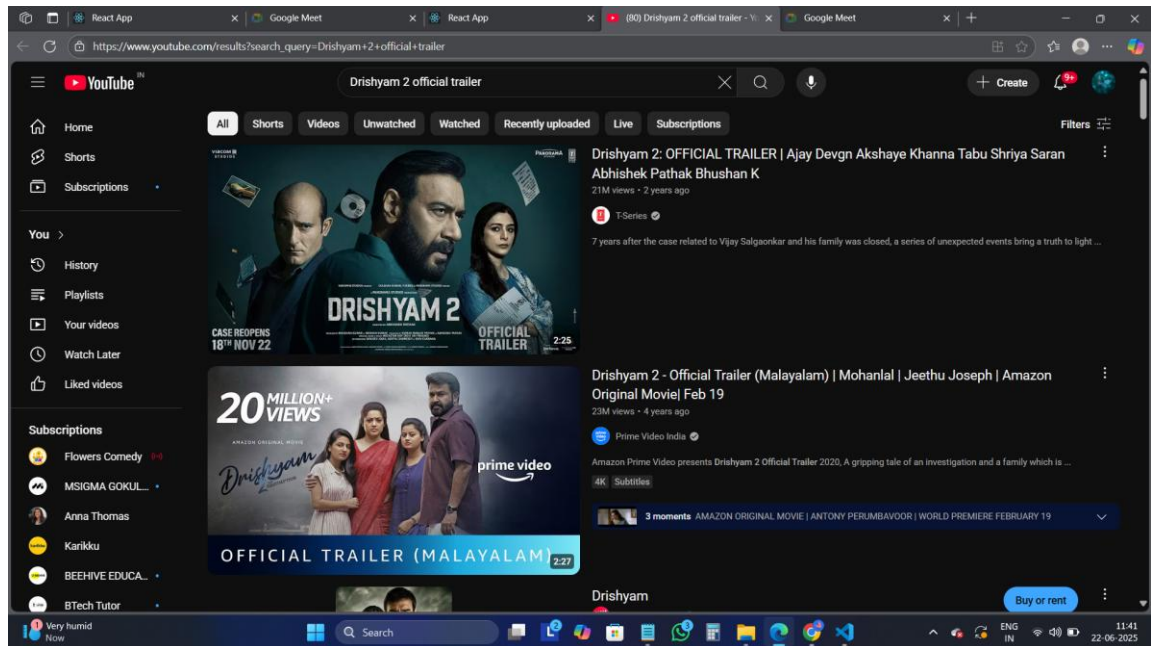 React App
Google Meet
React App
(80) Drishyam 2 official trailer - Yo
Google Meet
https://www.youtube.com/results?search_query=Drishyam+2+official+trailer
YouTube IN
Drishyam 2 official trailer
Create
9+
Home
Shorts
Subscriptions
You
History
Playlists
Your videos
Watch Later
Liked videos
Subscriptions
Flowers Comedy
MSIGMA GOKUL...
Anna Thomas
Karikku
BEEHIVE EDUCA...
BTech Tutor
All Shorts Videos Unwatched Watched Recently uploaded Live Subscriptions
Filters
VIACOM 18
STUDIOS
PANORAMA
DRISHYAM 2
CASE REOPENS
18TH NOV 22
OFFICIAL
TRAILER
2:25
Drishyam 2: OFFICIAL TRAILER | Ajay Devgn Akshaye Khanna Tabu Shriya Saran
Abhishek Pathak Bhushan K
21M views • 2 years ago
T-Series
7 years after the case related to Vijay Salgaonkar and his family was closed, a series of unexpected events bring a truth to light ...
20 MILLION+
VIEWS
AMAZON ORIGINAL MOVIE
Drishyam 2
prime video
OFFICIAL TRAILER (MALAYALAM)
2:27
Drishyam 2 - Official Trailer (Malayalam) | Mohanlal | Jeethu Joseph | Amazon
Original Movie| Feb 19
23M views • 4 years ago
Prime Video India
Amazon Prime Video presents Drishyam 2 Official Trailer 2020, A gripping tale of an investigation and a family which is ...
4K Subtitles
3 moments AMAZON ORIGINAL MOVIE | ANTONY PERUMBAVOOR | WORLD PREMIERE FEBRUARY 19
Drishyam
Buy or rent
1
Very humid
Now
Search
ENG
IN
11:41
22-06-2025